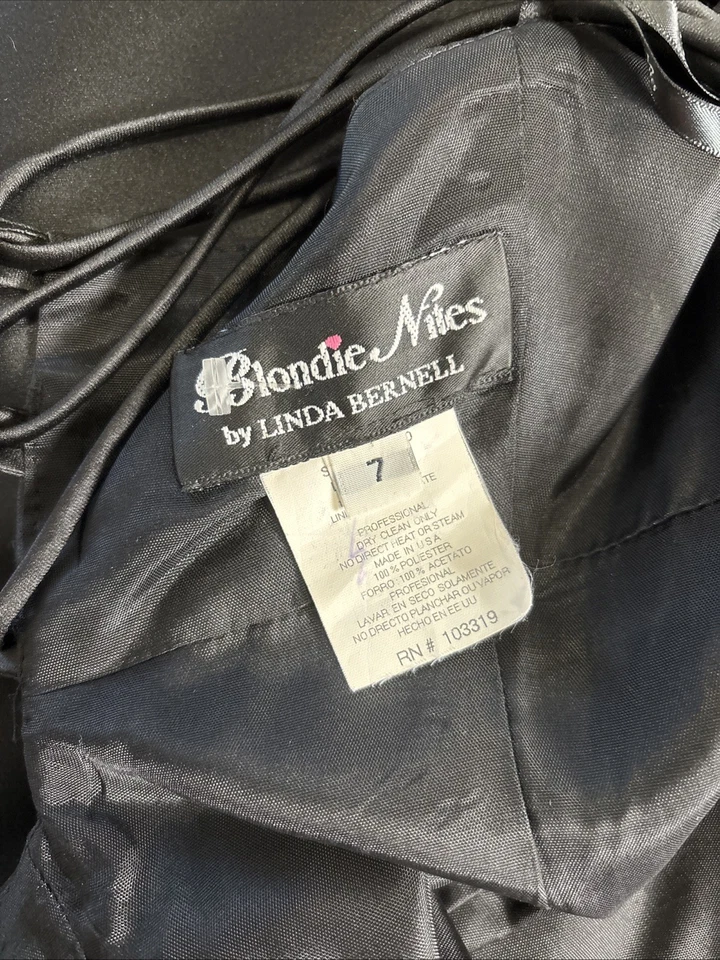 Blondie Nites
by LINDA BERNELL
7
PROFESSIONAL
DRY CLEAN ONLY
NO DIRECT HEAT OR STEAM
MADE IN U S A
100 % POLIESTER
FORRO: 100 % ACETATO
PROFESIONAL
LAVAR EN SECO SOLAMENTE
NO DIRECTO PLANCHAR OU VAPOR
HECHO EN EE UU
RN # 103319